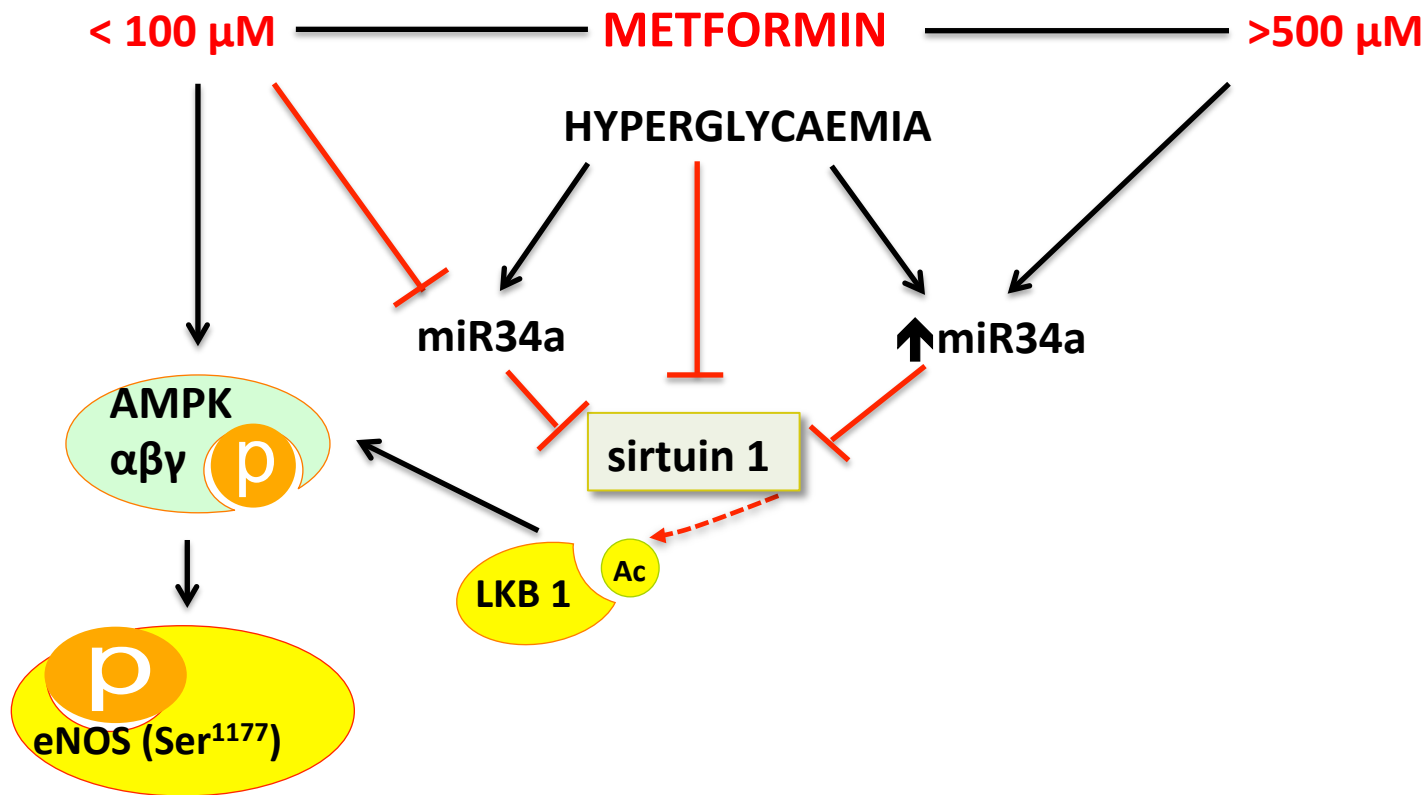 < 100 µM METFORMIN >500 µM
HYPERGLYCAEMIA
miR34a miR34a
AMPK
αβγ p
sirtuin 1
Ac
LKB 1
p
eNOS (Ser¹¹⁷⁷)